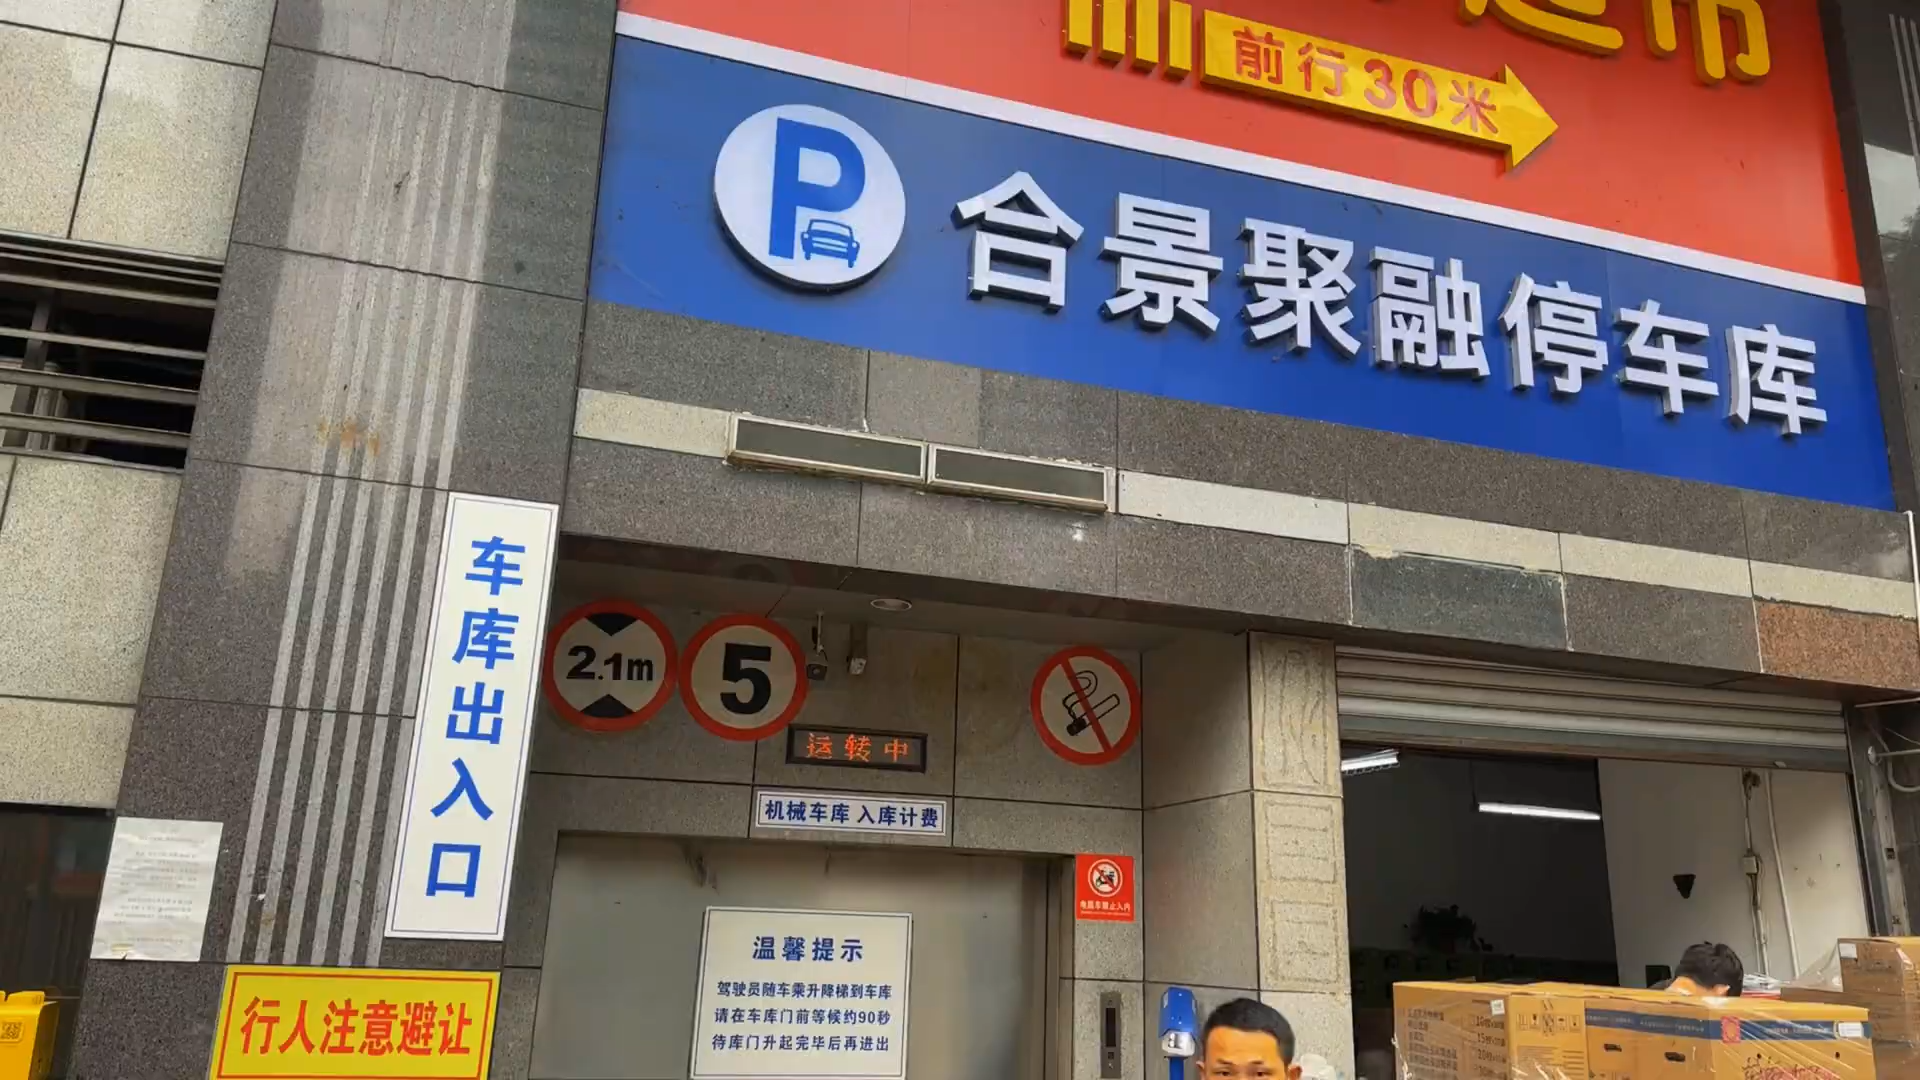 前行30米
P
合景聚融停车库
车库出入口
2.1m
5
运转中
机械车库 入库计费
电瓶车禁止入内
温馨提示
驾驶员随车乘升降梯到车库
请在车库门前等候约90秒
待库门升起完毕后再进出
行人注意避让